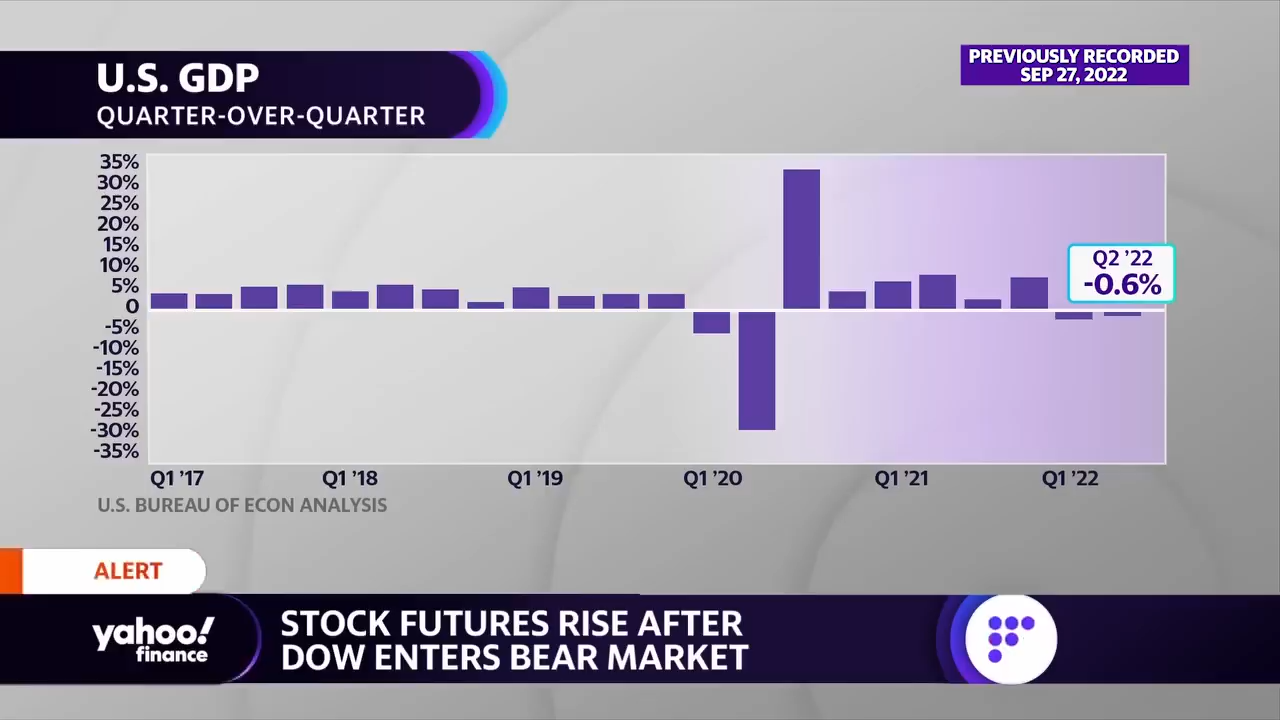 U.S. GDP
QUARTER-OVER-QUARTER
PREVIOUSLY RECORDED
SEP 27, 2022
35%
30%
25%
20%
15%
10%
5%
0
-5%
-10%
-15%
-20%
-25%
-30%
-35%
Q2 ’22
-0.6%
Q1 ’17 Q1 ’18 Q1 ’19 Q1 ’20 Q1 ’21 Q1 ’22
U.S. BUREAU OF ECON ANALYSIS
ALERT
yahoo!
finance
STOCK FUTURES RISE AFTER
DOW ENTERS BEAR MARKET